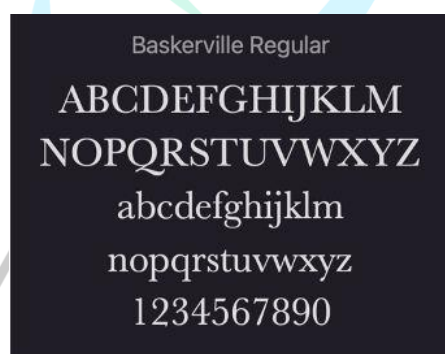 Baskerville Regular
ABCDEFGHIJKLM
NOPQRSTUVWXYZ
abcdefghijklm
nopqrstuvwxyz
1234567890